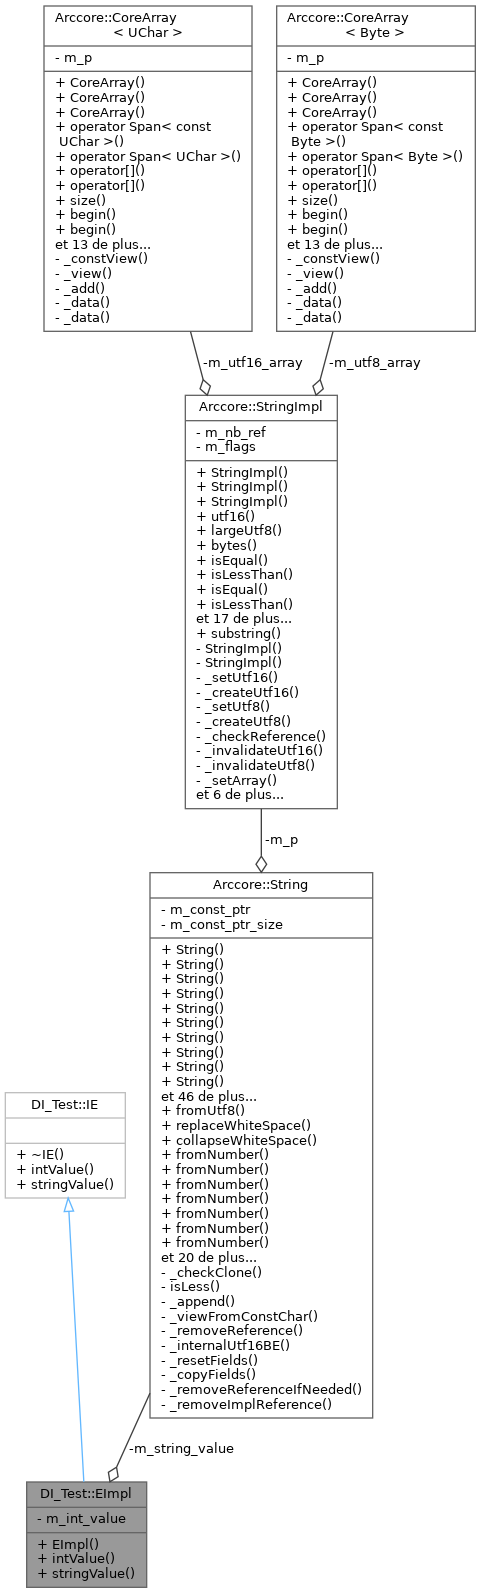 Arccore::CoreArray
< UChar >
- m_p
+ CoreArray()
+ CoreArray()
+ CoreArray()
+ operator Span< const
UChar >()
+ operator Span< UChar >()
+ operator[]()
+ operator[]()
+ size()
+ begin()
+ begin()
et 13 de plus...
- _constView()
- _view()
- _add()
- _data()
- _data()
Arccore::CoreArray
< Byte >
- m_p
+ CoreArray()
+ CoreArray()
+ CoreArray()
+ operator Span< const
Byte >()
+ operator Span< Byte >()
+ operator[]()
+ operator[]()
+ size()
+ begin()
+ begin()
et 13 de plus...
- _constView()
- _view()
- _add()
- _data()
- _data()
-m_utf16_array
-m_utf8_array
Arccore::StringImpl
- m_nb_ref
- m_flags
+ StringImpl()
+ StringImpl()
+ StringImpl()
+ utf16()
+ largeUtf8()
+ bytes()
+ isEqual()
+ isLessThan()
+ isEqual()
+ isLessThan()
et 17 de plus...
+ substring()
- StringImpl()
- StringImpl()
- _setUtf16()
- _createUtf16()
- _setUtf8()
- _createUtf8()
- _checkReference()
- _invalidateUtf16()
- _invalidateUtf8()
- _setArray()
et 6 de plus...
-m_p
Arccore::String
- m_const_ptr
- m_const_ptr_size
+ String()
+ String()
+ String()
+ String()
+ String()
+ String()
+ String()
+ String()
+ String()
+ String()
et 46 de plus...
+ fromUtf8()
+ replaceWhiteSpace()
+ collapseWhiteSpace()
+ fromNumber()
+ fromNumber()
+ fromNumber()
+ fromNumber()
+ fromNumber()
+ fromNumber()
+ fromNumber()
et 20 de plus...
- _checkClone()
- isLess()
- _append()
- _viewFromConstChar()
- _removeReference()
- _internalUtf16BE()
- _resetFields()
- _copyFields()
- _removeReferenceIfNeeded()
- _removeImplReference()
DI_Test::IE
+ ~IE()
+ intValue()
+ stringValue()
-m_string_value
DI_Test::EImpl
- m_int_value
+ EImpl()
+ intValue()
+ stringValue()